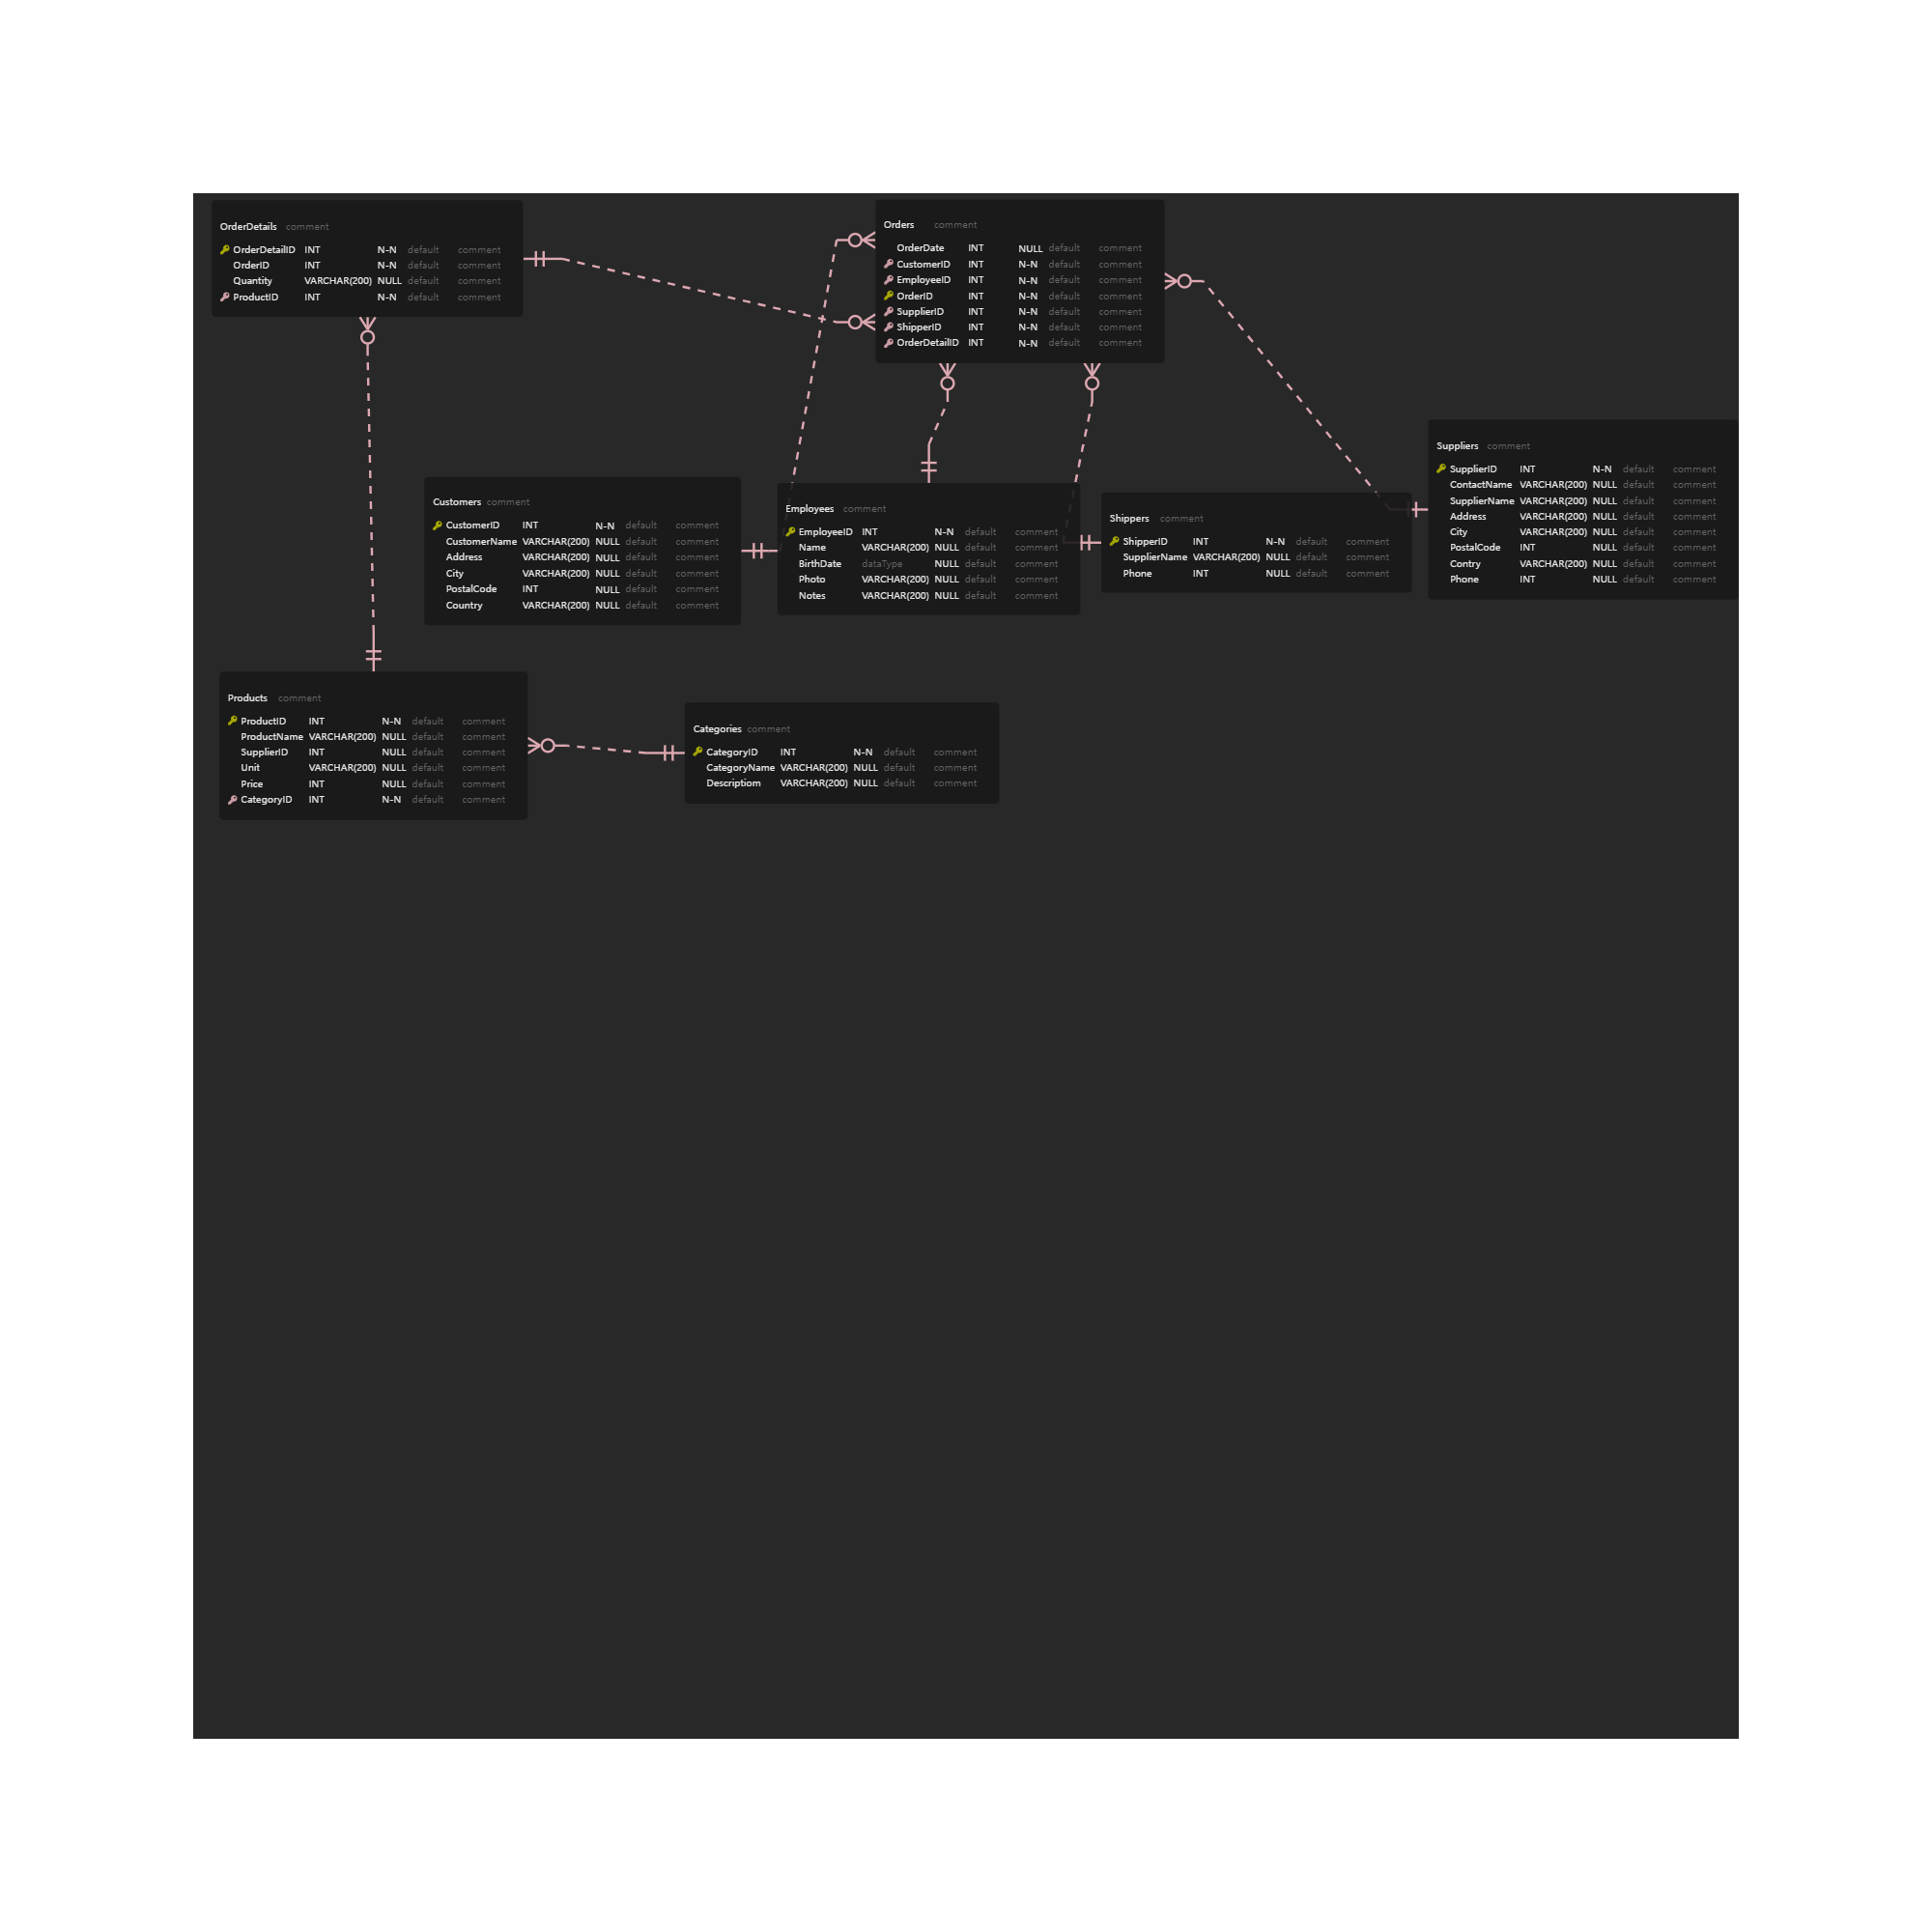 OrderDetails comment
OrderDetailID INT N-N default comment
OrderID INT N-N default comment
Quantity VARCHAR(200) NULL default comment
ProductID INT N-N default comment
Orders comment
OrderDate INT NULL default comment
CustomerID INT N-N default comment
EmployeeID INT N-N default comment
OrderID INT N-N default comment
SupplierID INT N-N default comment
ShipperID INT N-N default comment
OrderDetailID INT N-N default comment
Customers comment
CustomerID INT N-N default comment
CustomerName VARCHAR(200) NULL default comment
Address VARCHAR(200) NULL default comment
City VARCHAR(200) NULL default comment
PostalCode INT NULL default comment
Country VARCHAR(200) NULL default comment
Employees comment
EmployeeID INT N-N default comment
Name VARCHAR(200) NULL default comment
BirthDate dataType NULL default comment
Photo VARCHAR(200) NULL default comment
Notes VARCHAR(200) NULL default comment
Shippers comment
ShipperID INT N-N default comment
SupplierName VARCHAR(200) NULL default comment
Phone INT NULL default comment
Suppliers comment
SupplierID INT N-N default comment
ContactName VARCHAR(200) NULL default comment
SupplierName VARCHAR(200) NULL default comment
Address VARCHAR(200) NULL default comment
City VARCHAR(200) NULL default comment
PostalCode INT NULL default comment
Contry VARCHAR(200) NULL default comment
Phone INT NULL default comment
Products comment
ProductID INT N-N default comment
ProductName VARCHAR(200) NULL default comment
SupplierID INT NULL default comment
Unit VARCHAR(200) NULL default comment
Price INT NULL default comment
CategoryID INT N-N default comment
Categories comment
CategoryID INT N-N default comment
CategoryName VARCHAR(200) NULL default comment
Descriptiom VARCHAR(200) NULL default comment